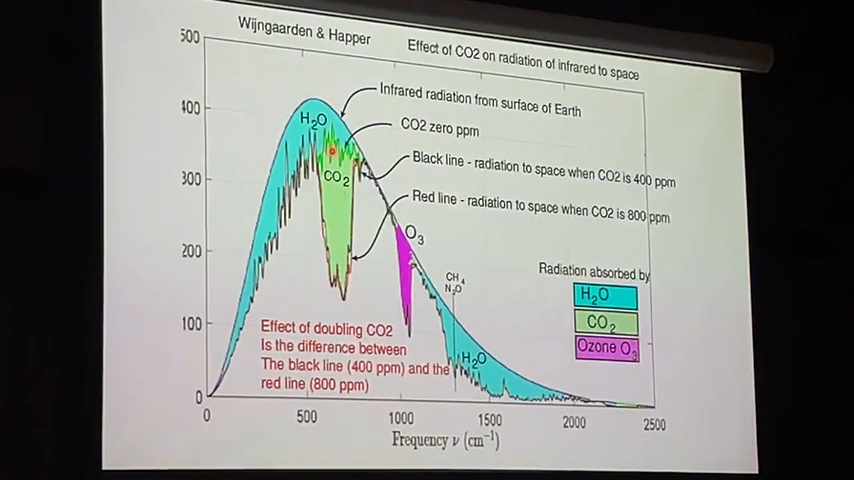 Wijngaarden & Happer
Effect of CO2 on radiation of infrared to space
500
400
300
200
100
0
Infrared radiation from surface of Earth
H₂O
CO2 zero ppm
Black line - radiation to space when CO2 is 400 ppm
CO₂
Red line - radiation to space when CO2 is 800 ppm
O₃
CH₄
N₂O
Radiation absorbed by
H₂O
CO₂
Ozone O₃
Effect of doubling CO2
Is the difference between
The black line (400 ppm) and the
red line (800 ppm)
H₂O
0
500
1000
1500
2000
2500
Frequency ν (cm⁻¹)